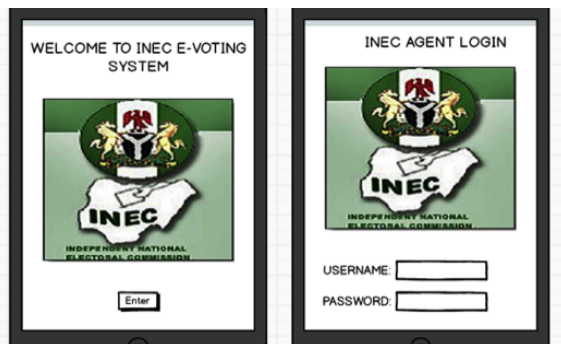 WELCOME TO INEC E-VOTING
SYSTEM
INEC
INDEPENDENT NATIONAL
ELECTORAL COMMISSION
Enter
INEC AGENT LOGIN
INEC
INDEPENDENT NATIONAL
ELECTORAL COMMISSION
USERNAME:
PASSWORD: